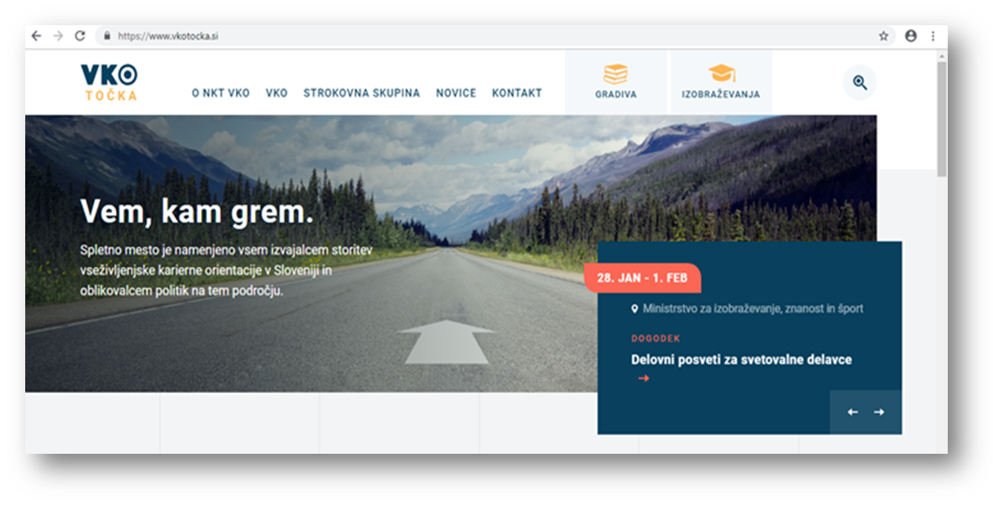 https://www.vkotocka.si
VKO
TOČKA
O NKT VKO VKO STROKOVNA SKUPINA NOVICE KONTAKT
GRADIVA
IZOBRAŽEVANJA
Vem, kam grem.
Spletno mesto je namenjeno vsem izvajalcem storitev
vseživljenjske karierne orientacije v Sloveniji in
oblikovalcem politik na tem področju.
28. JAN - 1. FEB
Ministrstvo za izobraževanje, znanost in šport
DOGODEK
Delovni posveti za svetovalne delavce